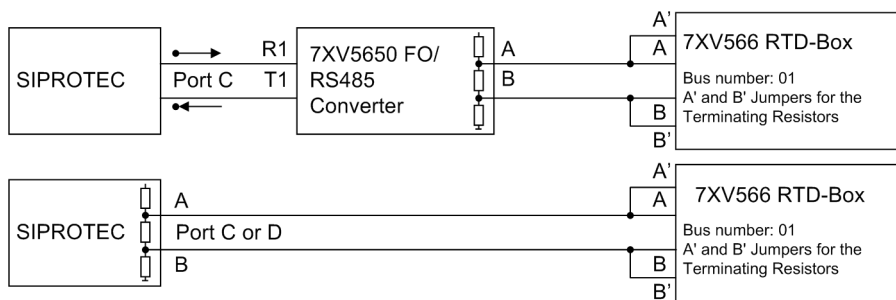 A'
R1
A
7XV5650 FO/
A
7XV566 RTD-Box
SIPROTEC
Port C
T1
RS485
B
Bus number: 01
Converter
A' and B' Jumpers for the
B
Terminating Resistors
B'
A'
A
A
7XV566 RTD-Box
SIPROTEC
Port C or D
Bus number: 01
A' and B' Jumpers for the
B
B
Terminating Resistors
B'